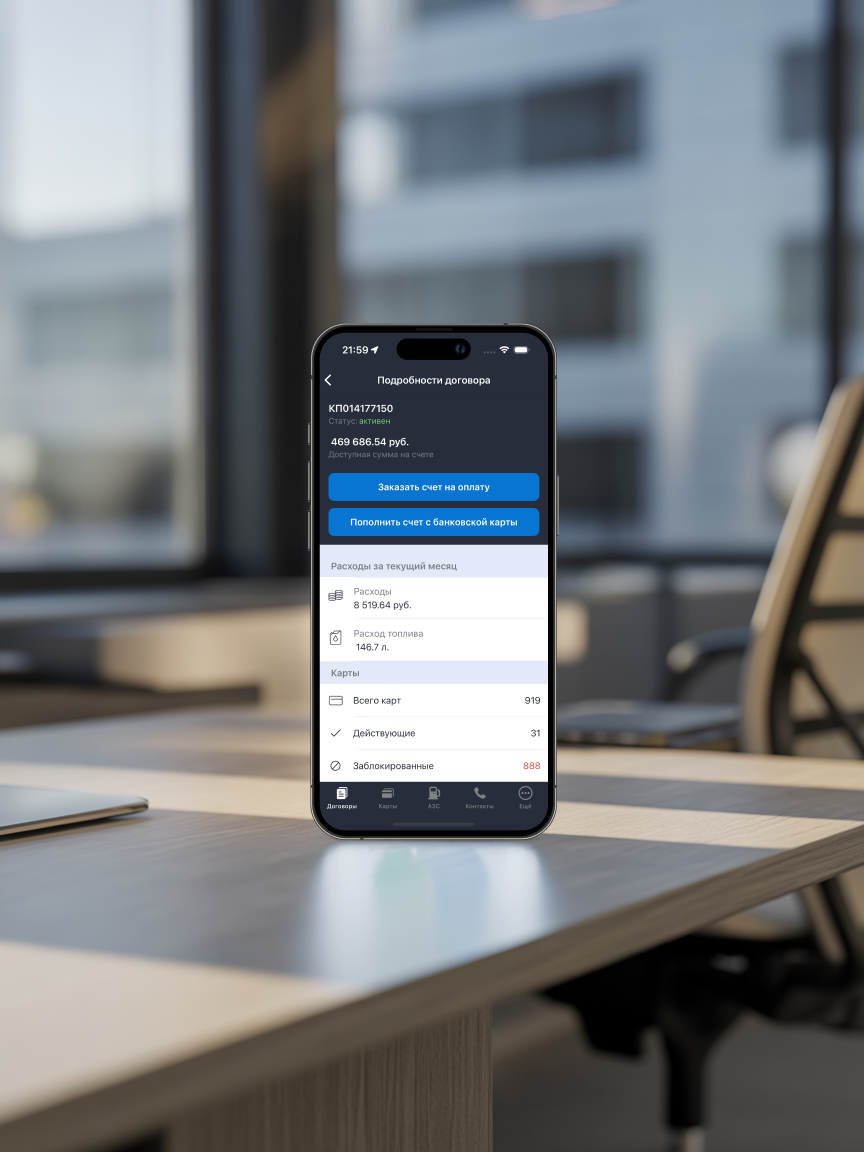 21:59
Подробности договора
КП014177150
Статус: активен
469 686.54 руб.
Доступная сумма на счете
Заказать счет на оплату
Пополнить счет с банковской карты
Расходы за текущий месяц
Расходы
8 519.64 руб.
Расход топлива
146.7 л.
Карты
Всего карт 919
Действующие 31
Заблокированные 888
Договоры Карты АЗС Контакты Ещё